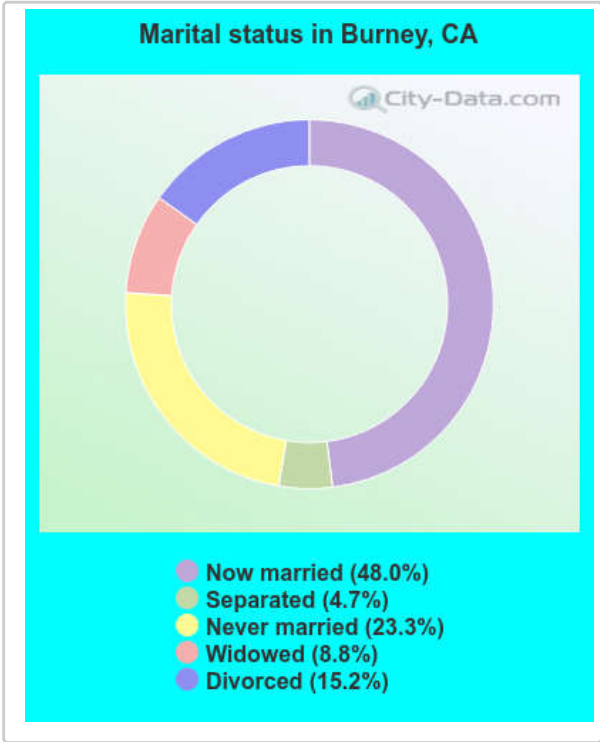 Marital status in Burney, CA
City-Data.com
Now married (48.0%)
Separated (4.7%)
Never married (23.3%)
Widowed (8.8%)
Divorced (15.2%)